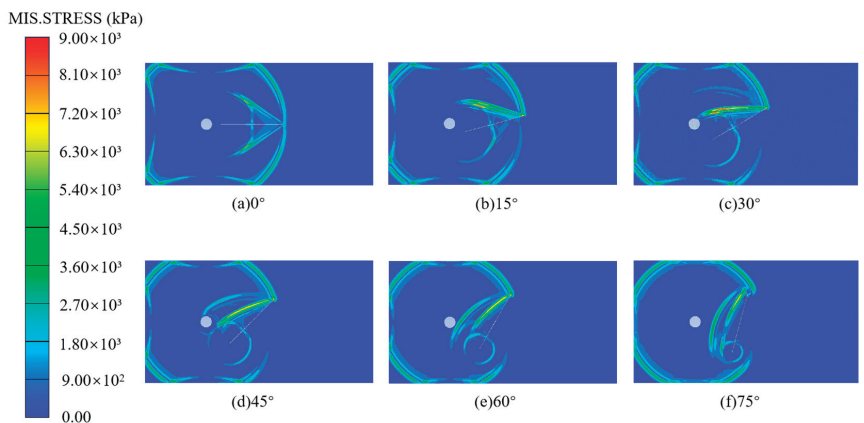 MIS.STRESS (kPa)
9.00×10³
8.10×10³
7.20×10³
6.30×10³
5.40×10³
4.50×10³
3.60×10³
2.70×10³
1.80×10³
9.00×10²
0.00
(a)0°
(b)15°
(c)30°
(d)45°
(e)60°
(f)75°